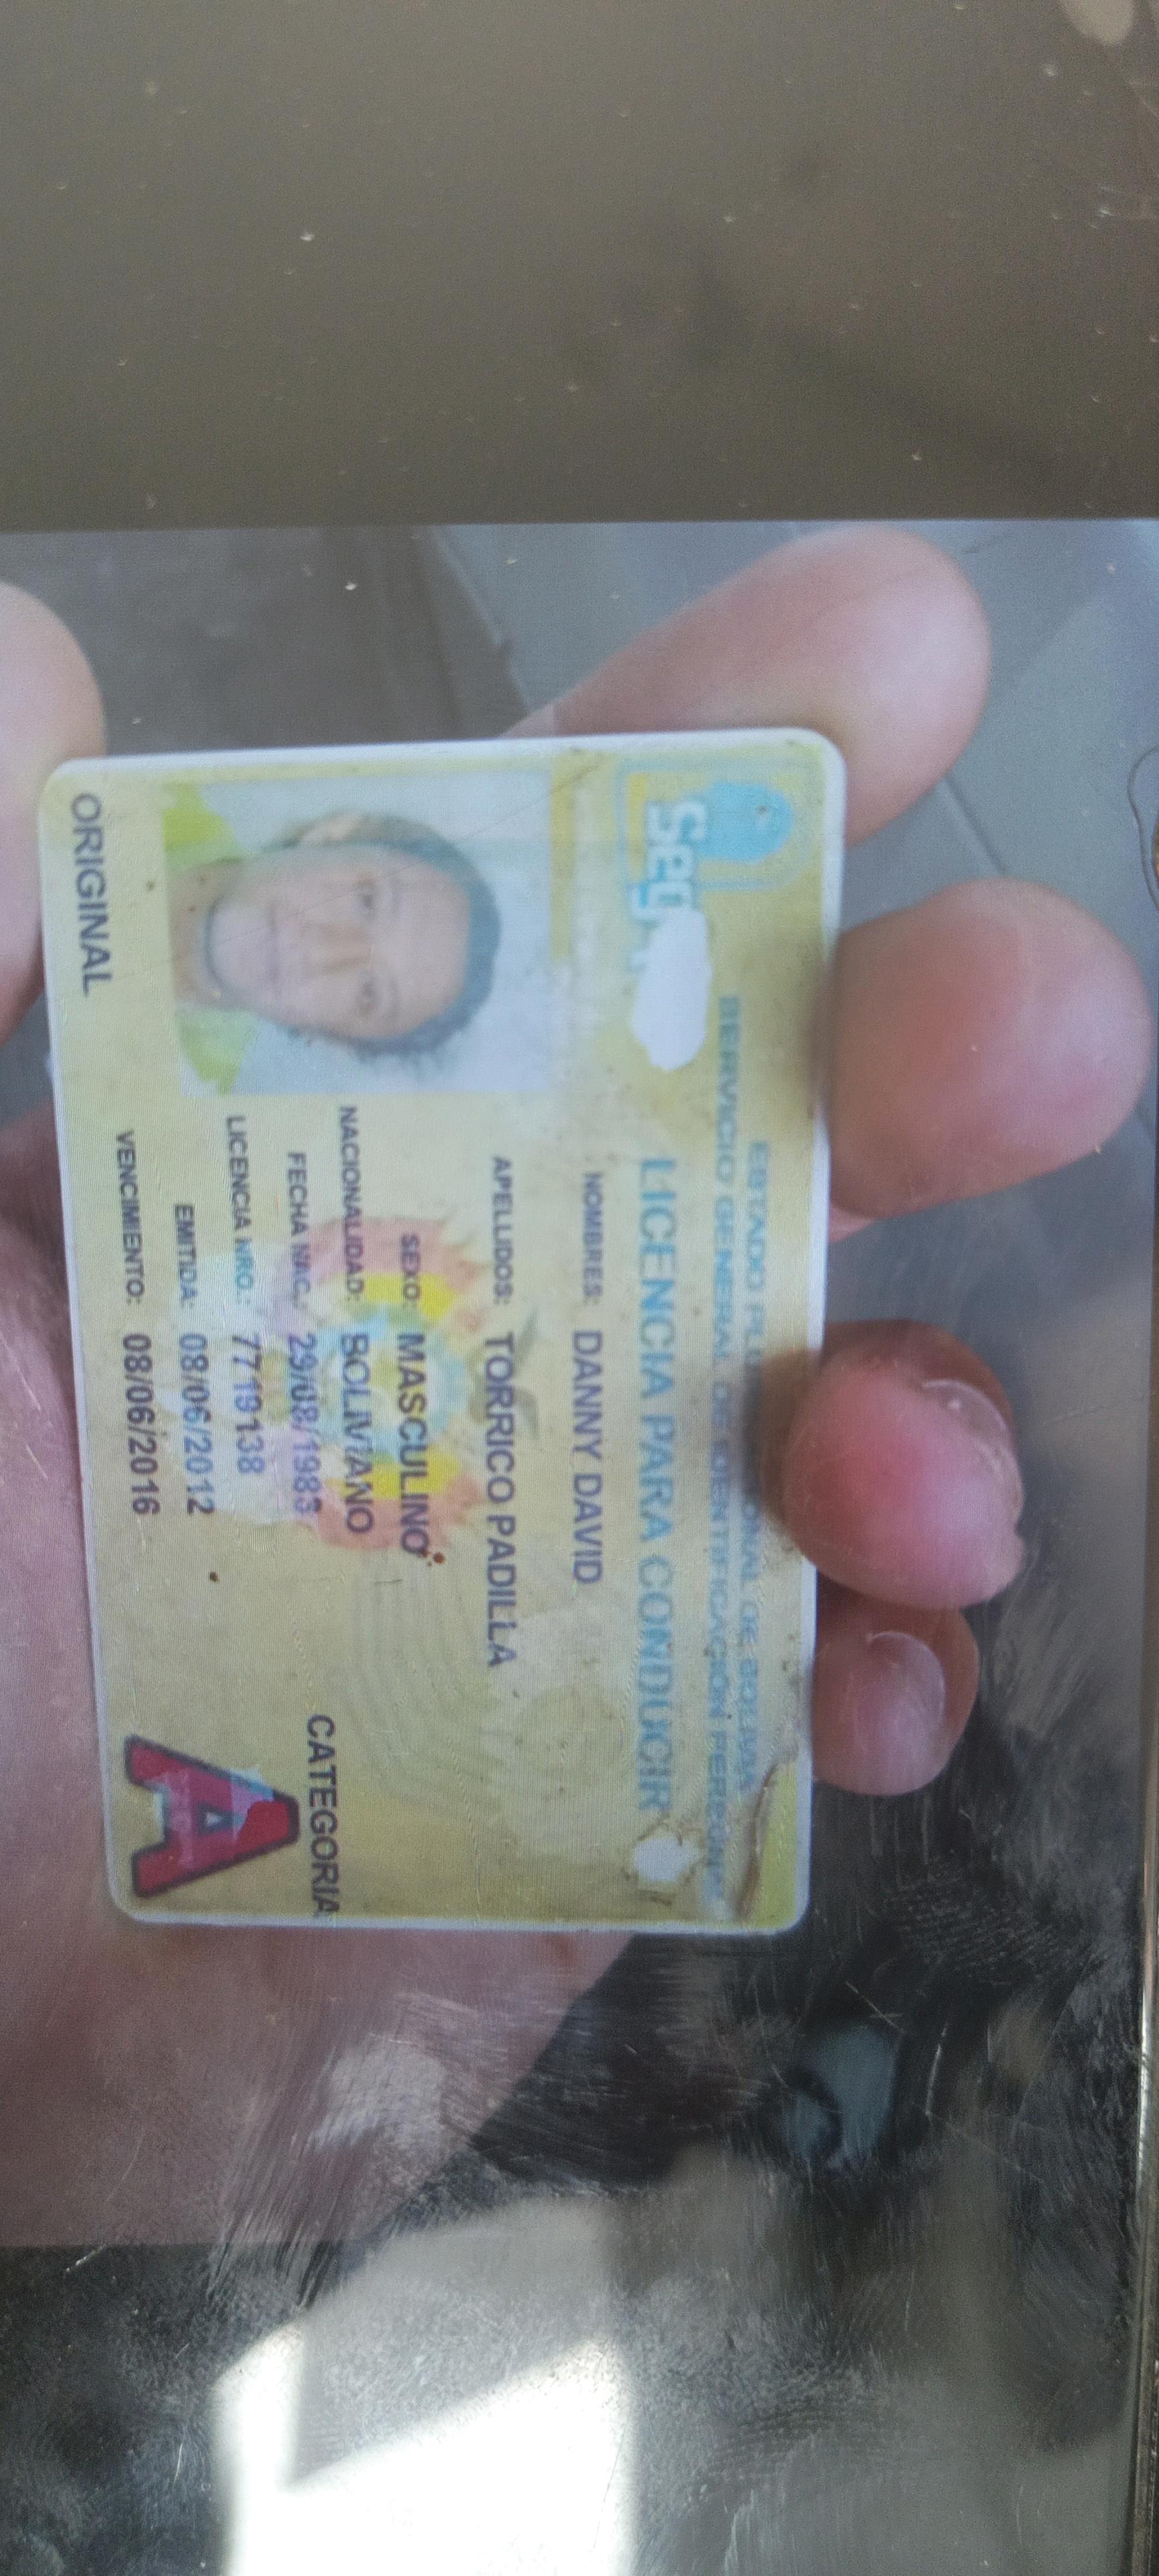 ESTADO PLURINACIONAL DE BOLIVIA
SERVICIO GENERAL DE IDENTIFICACIÓN PERSONAL
LICENCIA PARA CONDUCIR
NOMBRES: DANNY DAVID
APELLIDOS: TORRICO PADILLA
SEXO: MASCULINO
NACIONALIDAD: BOLIVIANO
FECHA NAC.: 29/08/1983
LICENCIA NRO.: 7719138
EMITIDA: 08/06/2012
VENCIMIENTO: 08/06/2016
CATEGORIA
A
ORIGINAL